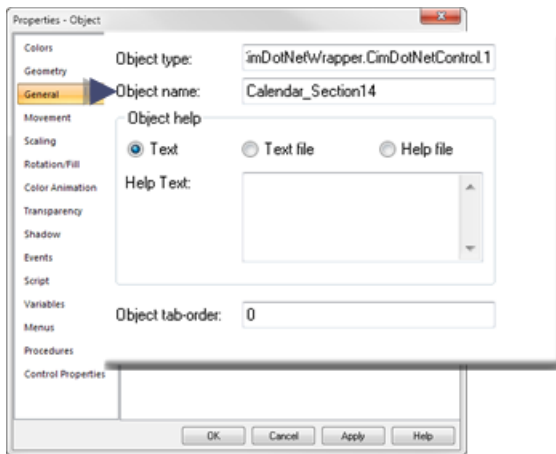 Properties - Object
Colors
Geometry
General
Movement
Scaling
Rotation/Fill
Color Animation
Transparency
Shadow
Events
Script
Variables
Menus
Procedures
Control Properties
Object type: imDotNetWrapper.CimDotNetControl.1
Object name: Calendar_Section14
Object help
Text Text file Help file
Help Text:
Object tab-order: 0
OK Cancel Apply Help